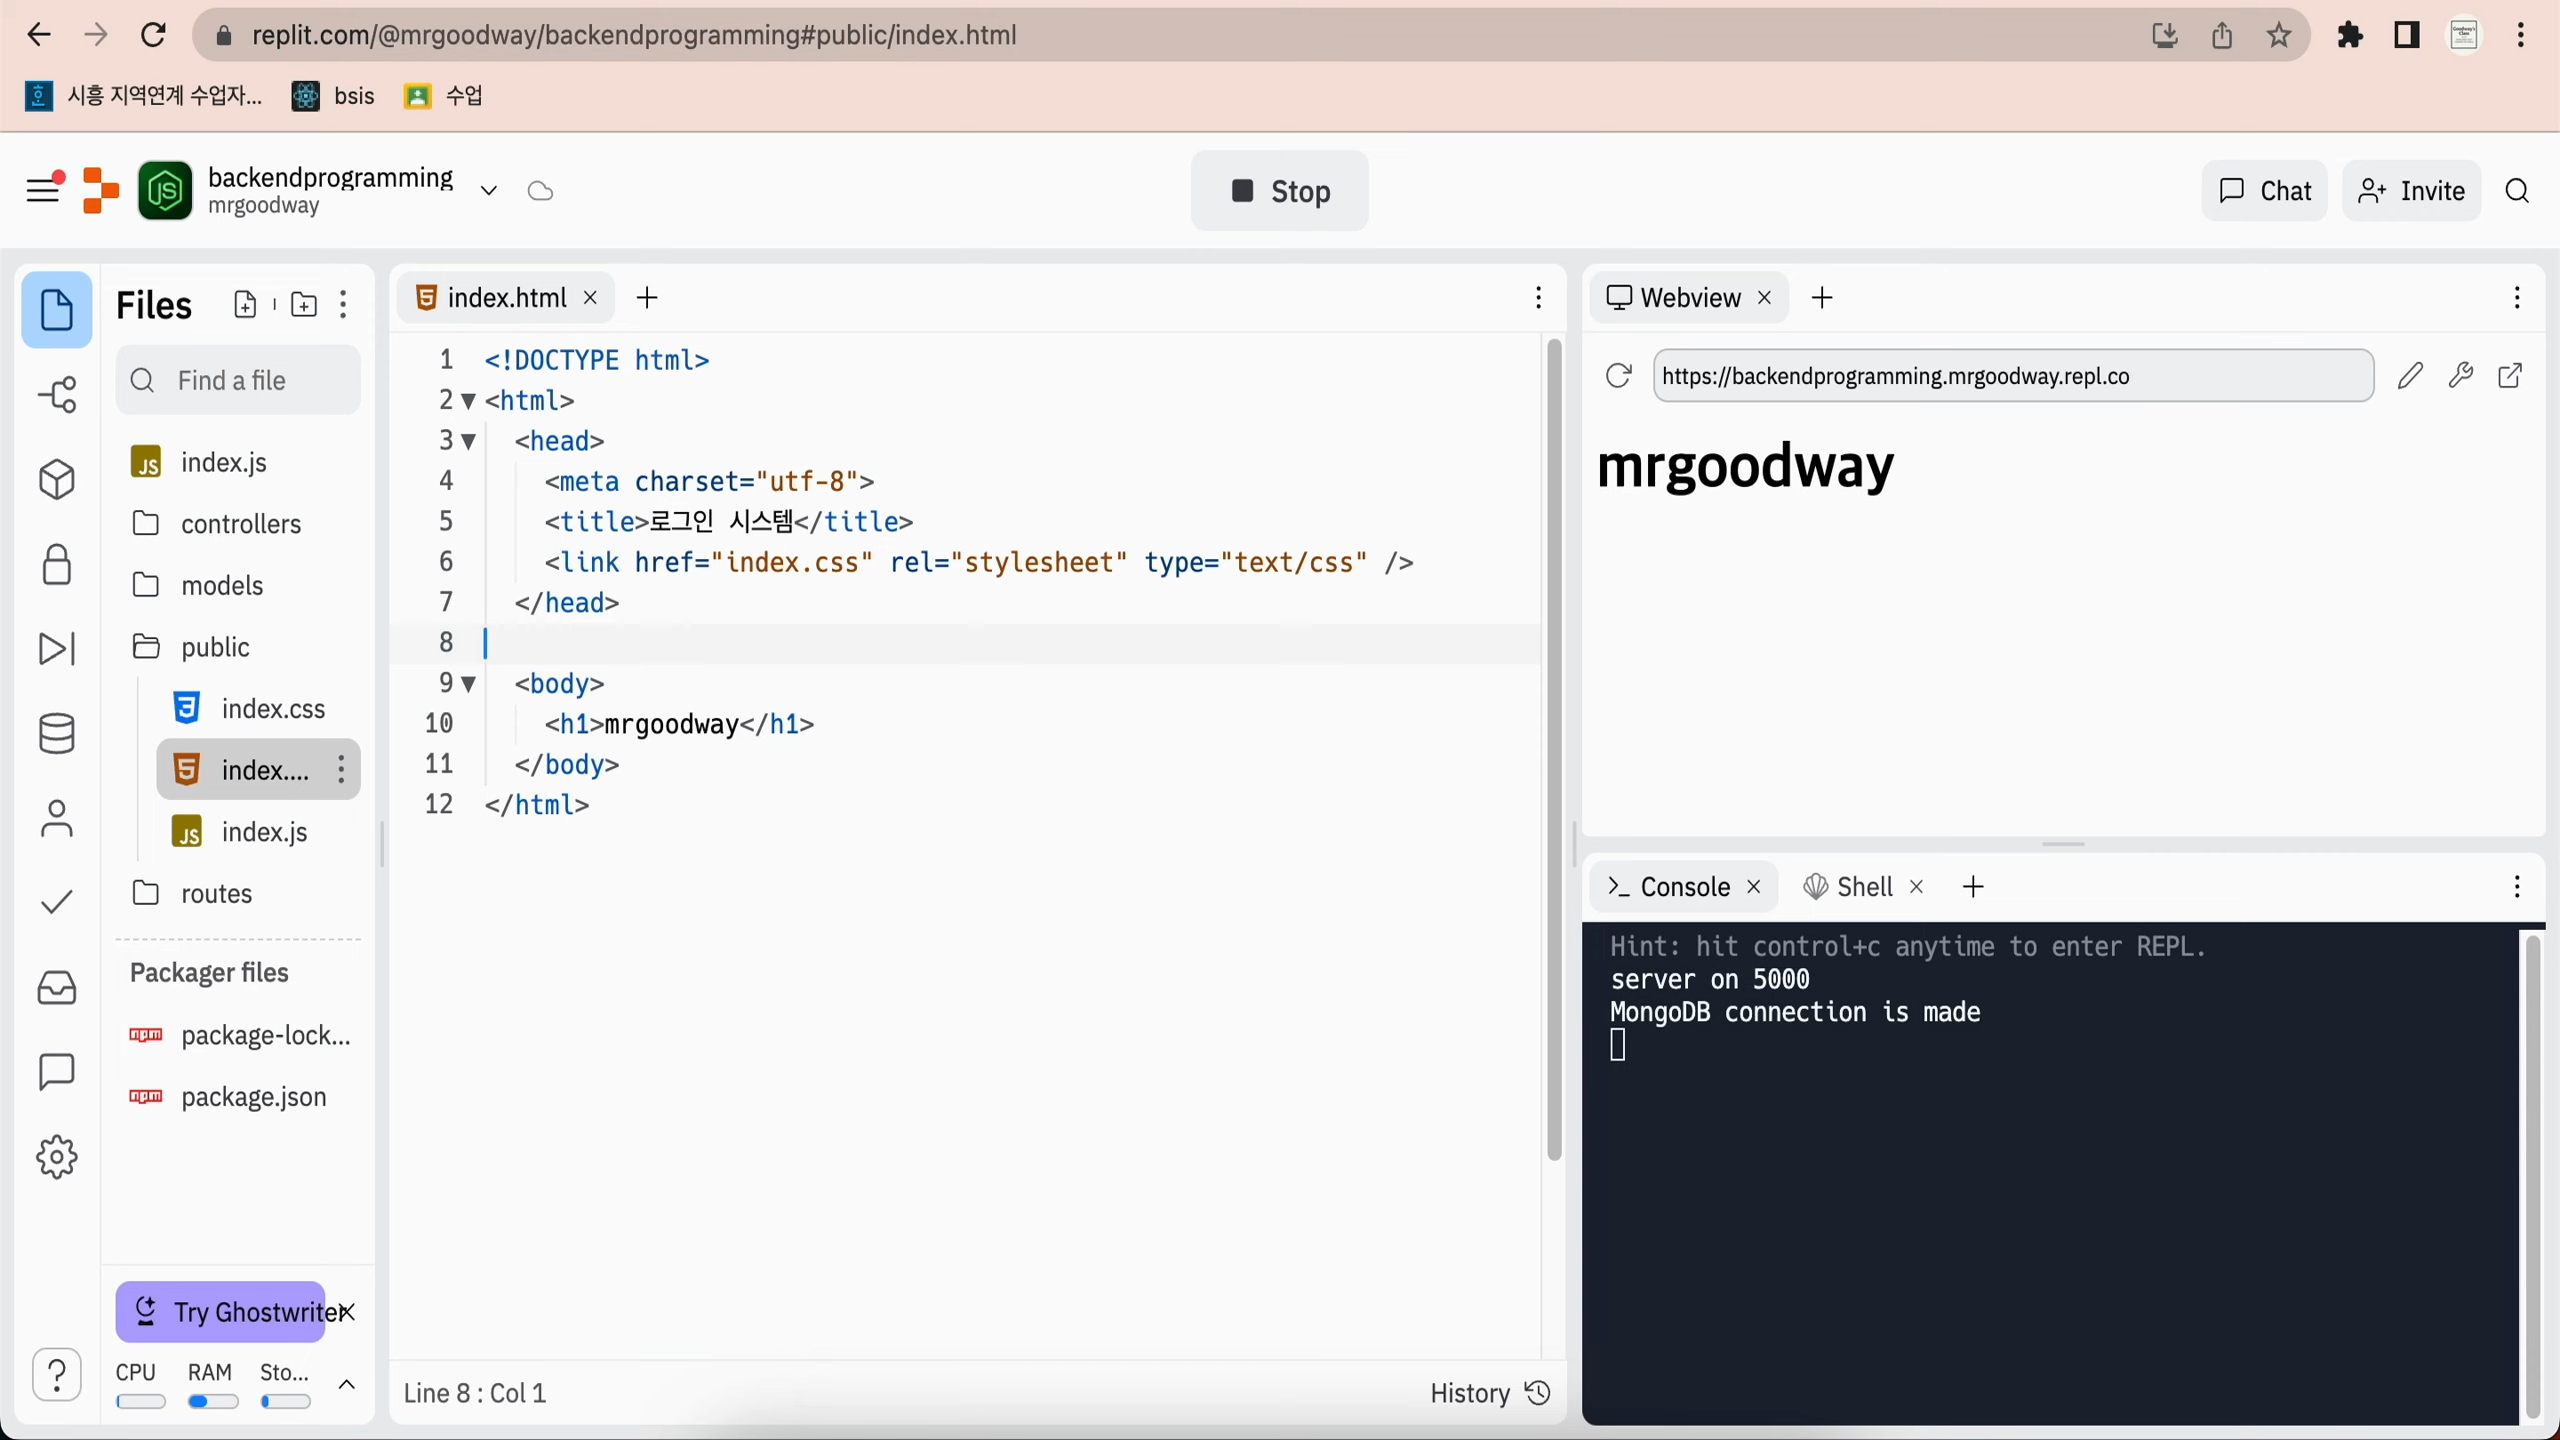 replit.com/@mrgoodway/backendprogramming#public/index.html
시흥 지역연계 수업자...
bsis
수업
backendprogramming
mrgoodway
Stop
Chat
Invite
Files
Find a file
index.js
controllers
models
public
index.css
index....
index.js
routes
Packager files
package-lock...
package.json
Try Ghostwriter
CPU
RAM
Sto...
index.html
1 <!DOCTYPE html>
2 <html>
3 <head>
4 <meta charset="utf-8">
5 <title>로그인 시스템</title>
6 <link href="index.css" rel="stylesheet" type="text/css" />
7 </head>
8
9 <body>
10 <h1>mrgoodway</h1>
11 </body>
12 </html>
Line 8 : Col 1
History
Webview
https://backendprogramming.mrgoodway.repl.co
mrgoodway
Console
Shell
Hint: hit control+c anytime to enter REPL.
server on 5000
MongoDB connection is made